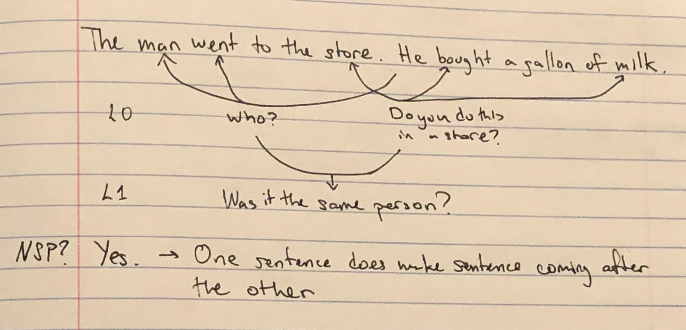 The man went to the store. He bought a gallon of milk.
L0 Who? Do you do this
in a store?
L1 Was it the same person?
NSP? Yes. → One sentence does make sentence coming after
the other